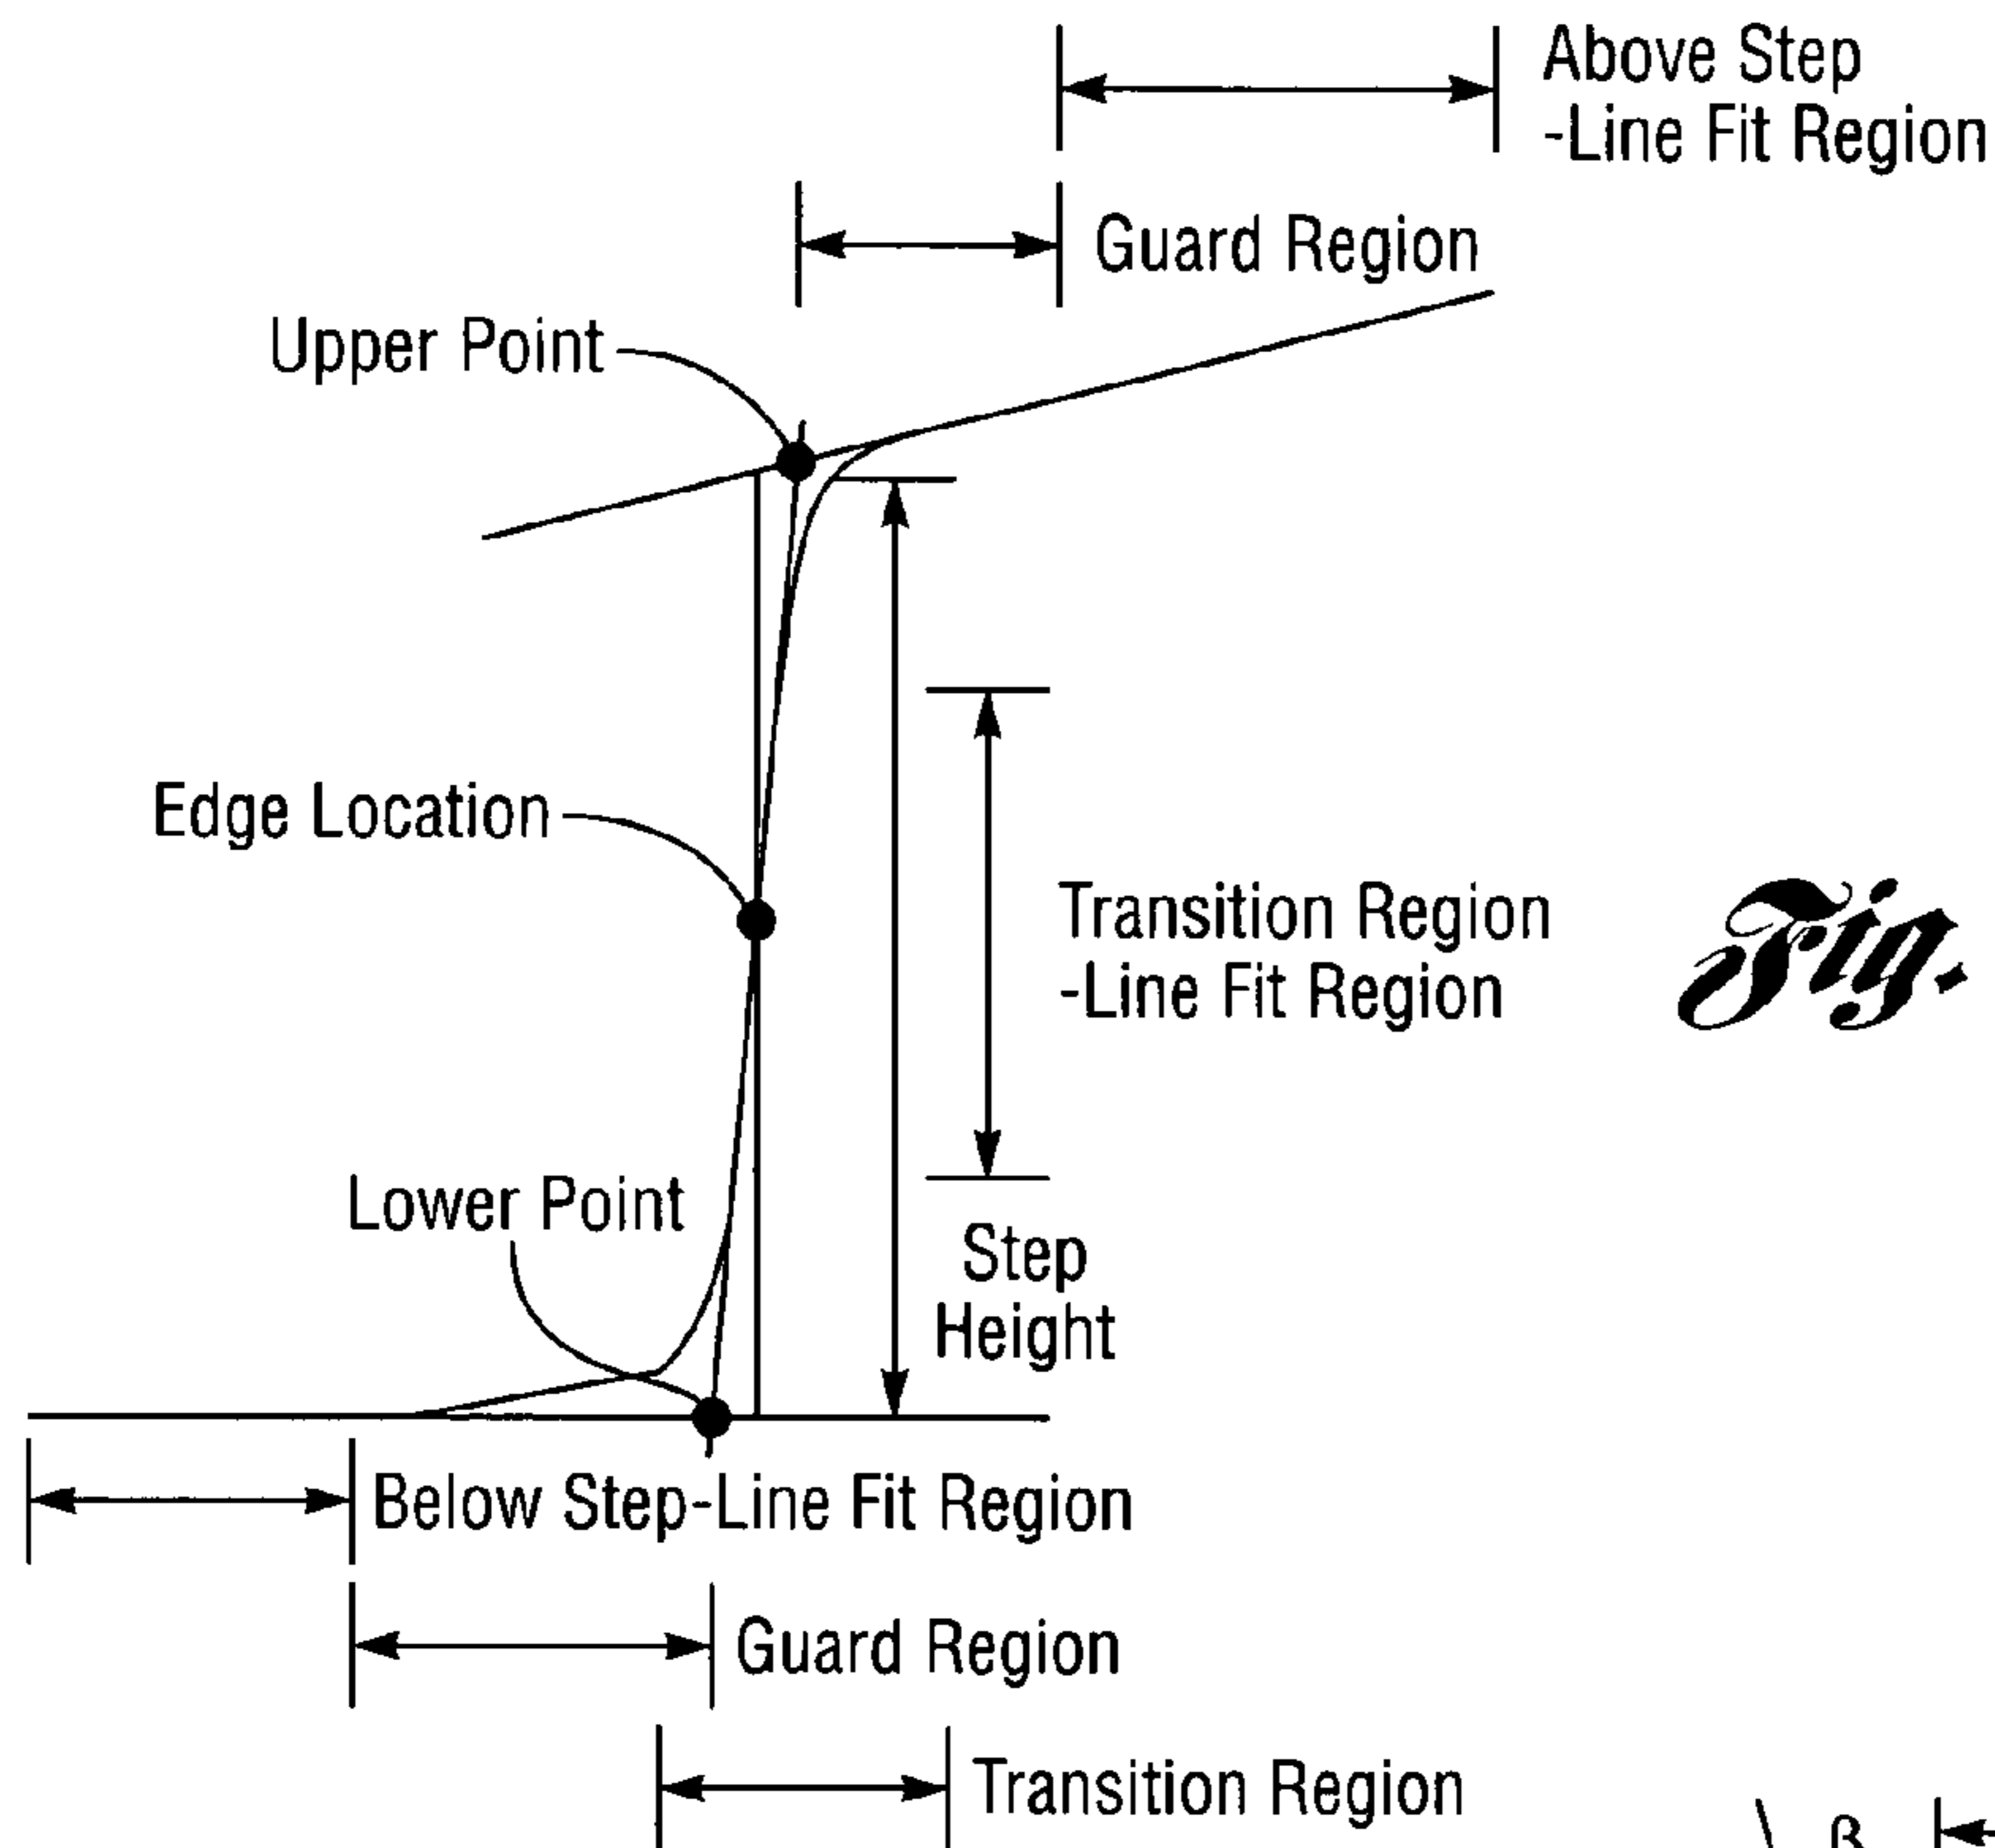 Above Step
-Line Fit Region
Guard Region
Upper Point
Edge Location
Transition Region
-Line Fit Region
Fig.
Lower Point
Step
Height
Below Step-Line Fit Region
Guard Region
Transition Region
β